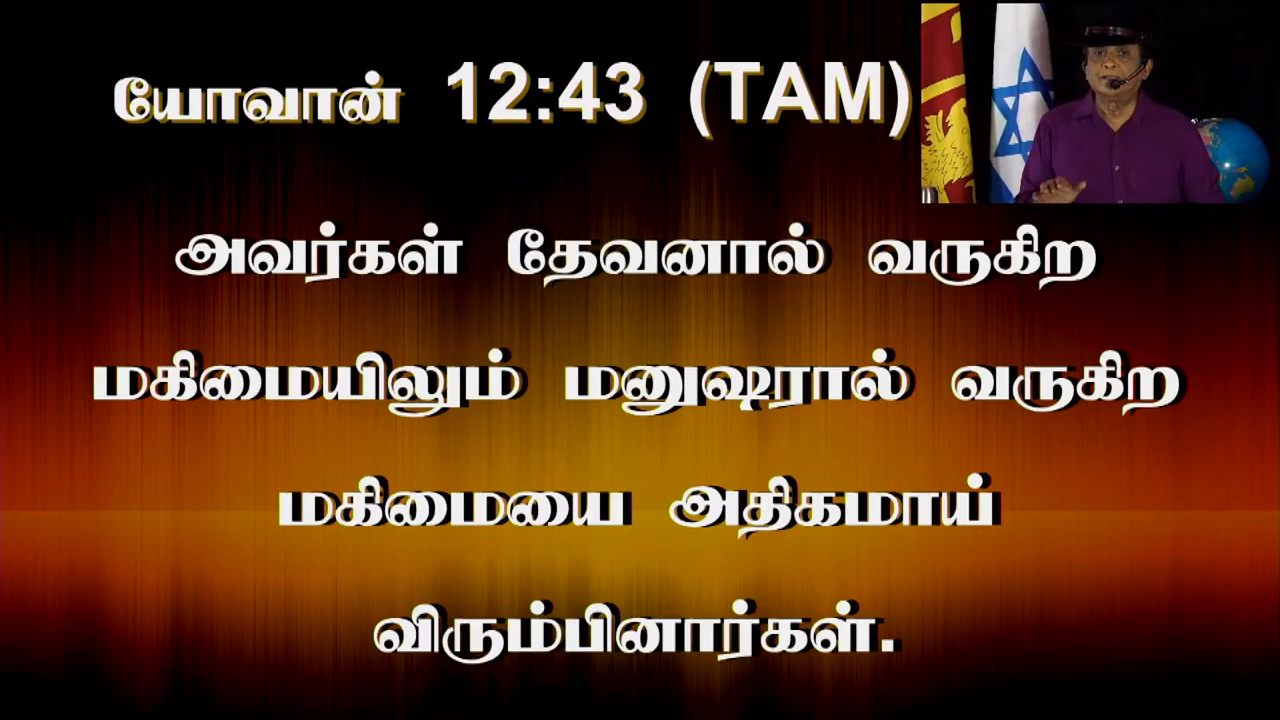 யோவான் 12:43 (TAM)
அவர்கள் தேவனால் வருகிற
மகிமையிலும் மனுஷரால் வருகிற
மகிமையை அதிகமாய்
விரும்பினார்கள்.